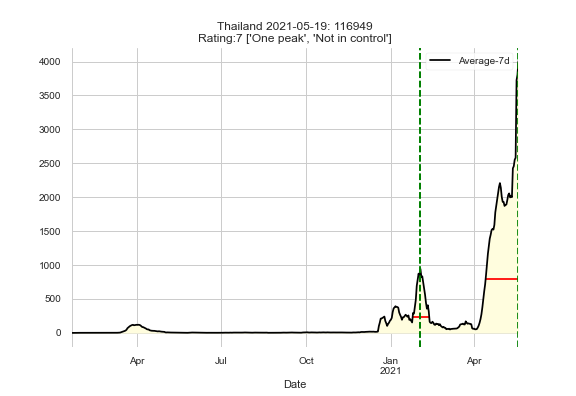 Thailand 2021-05-19: 116949
Rating:7 ['One peak', 'Not in control']
Average-7d
4000
3500
3000
2500
2000
1500
1000
500
0
Apr
Jul
Oct
Jan
2021
Apr
Date